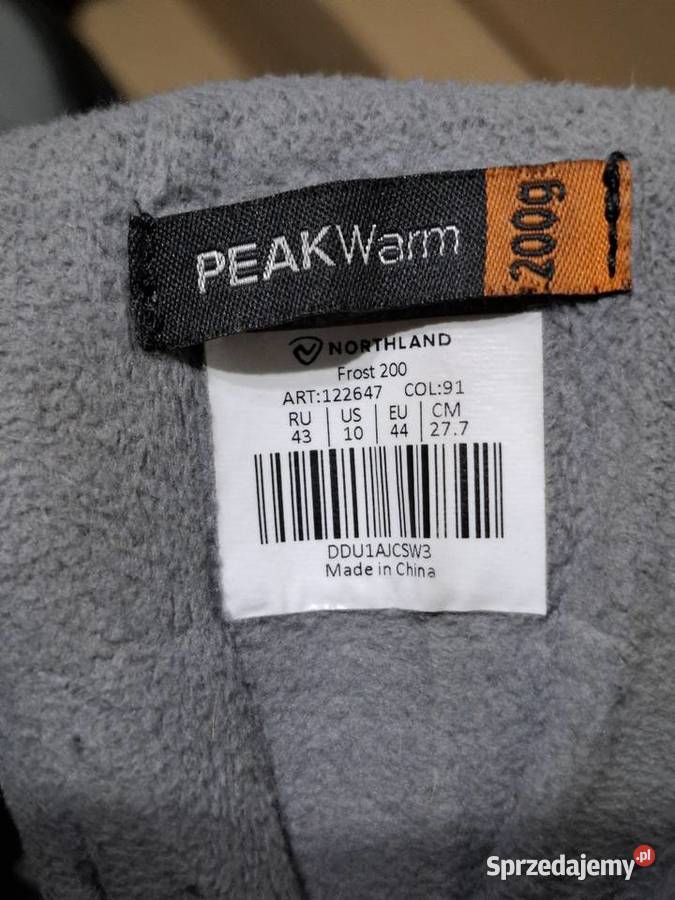 PEAKWarm 200g
NORTHLAND
Frost 200
ART:122647 COL:91
RU US EU CM
43 10 44 27.7
DDU1AJCSW3
Made in China
Sprzedajemy.pl